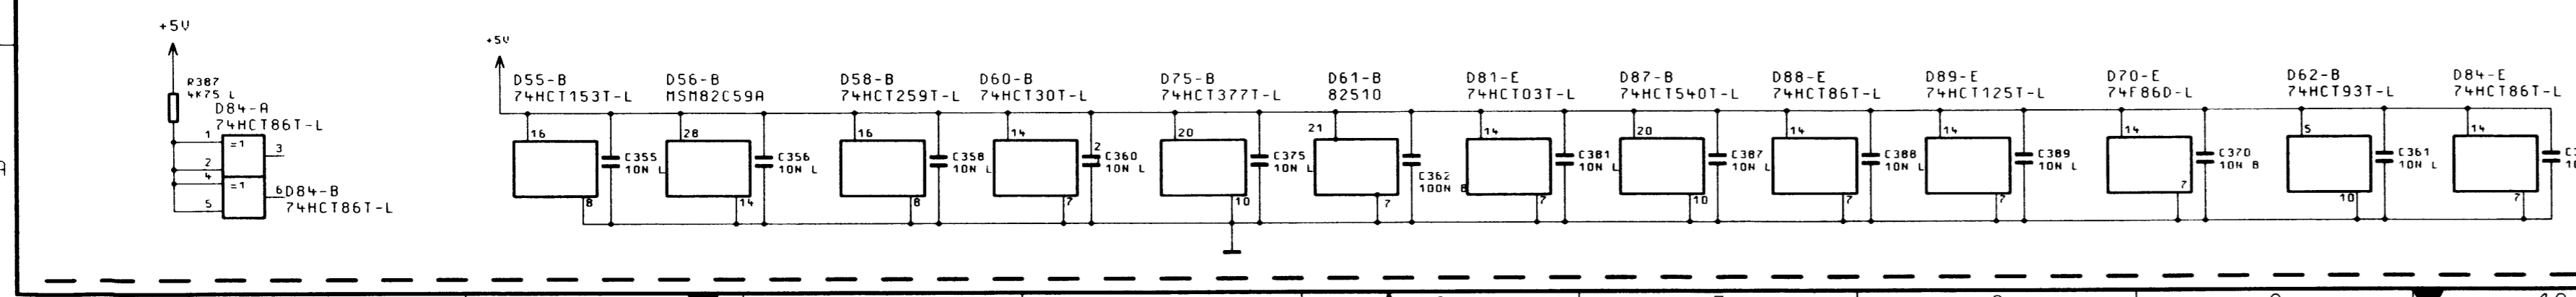 +5V
R387
4K75 L
D84-A
74HCT86T-L
1
=1
3
2
4
=1
6
D84-B
5
74HCT86T-L
+5V
D55-B
74HCT153T-L
16
8
C355
10N L
D56-B
MSM82C59A
28
14
C356
10N L
D58-B
74HCT259T-L
16
8
C358
10N L
D60-B
74HCT30T-L
14
7
2
C360
10N L
D75-B
74HCT377T-L
20
10
C375
10N L
D61-B
82510
21
7
C362
100N B
D81-E
74HCT03T-L
14
7
C381
10N L
D87-B
74HCT540T-L
20
10
C387
10N L
D88-E
74HCT86T-L
14
7
C388
10N L
D89-E
74HCT125T-L
14
7
C389
10N L
D70-E
74F86D-L
14
7
C370
10N B
D62-B
74HCT93T-L
5
10
C361
10N L
D84-E
74HCT86T-L
14
7